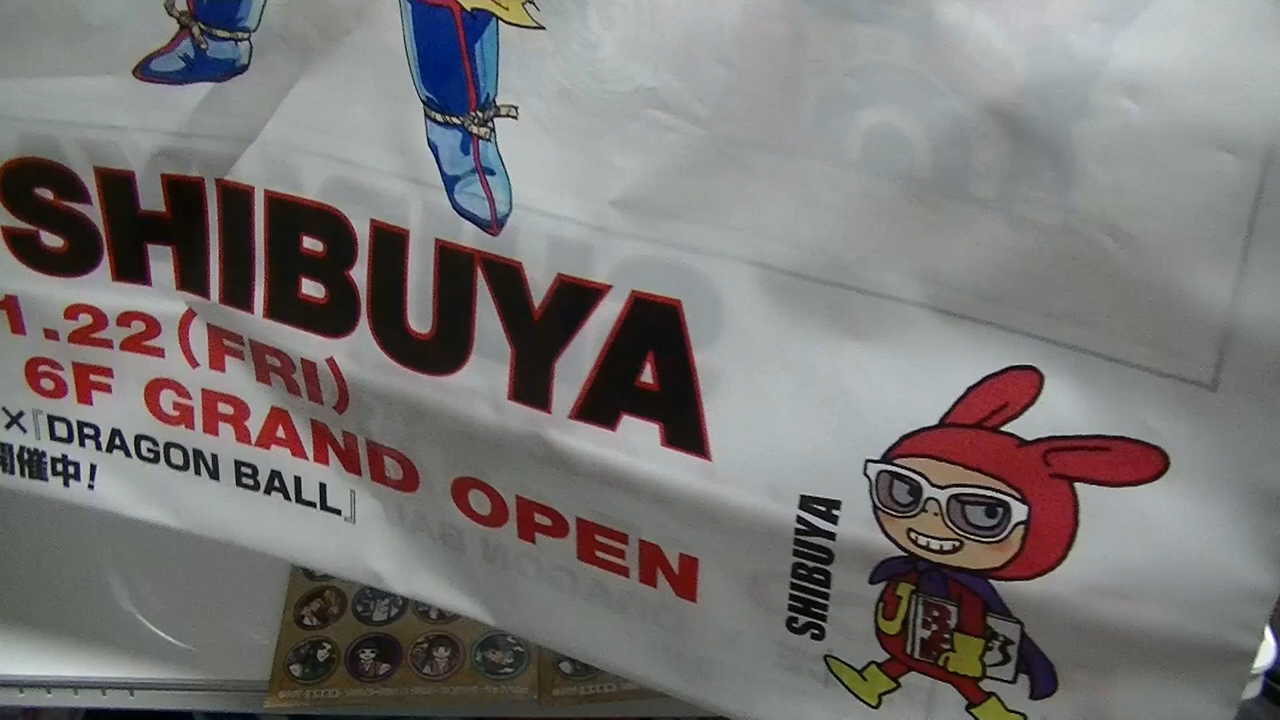 SHIBUYA
1.22(FRI)
6F GRAND OPEN
×『DRAGON BALL』
開催中!
SHIBUYA
J